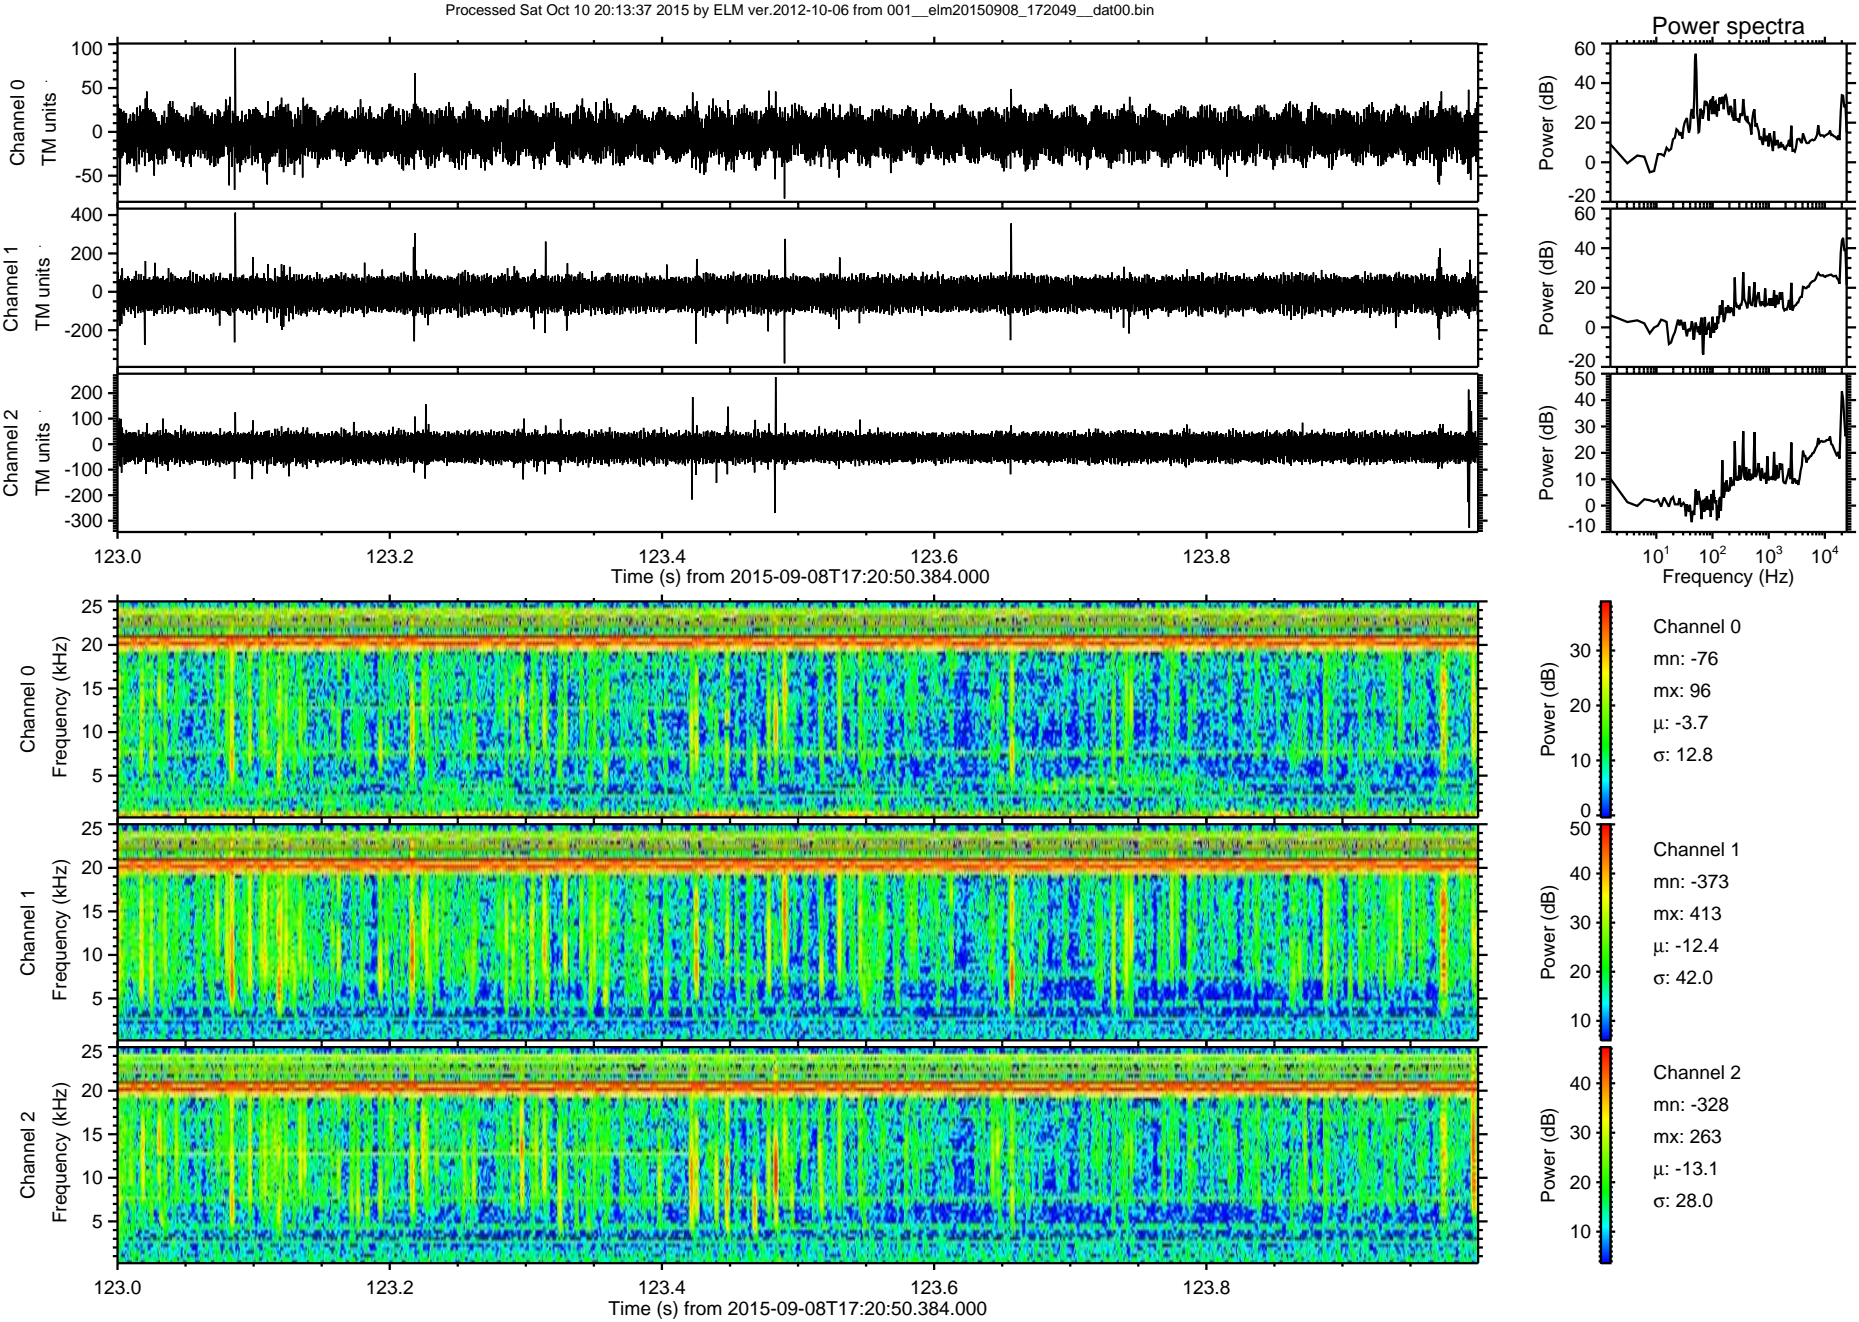 Processed Sat Oct 10 20:13:37 2015 by ELM ver.2012-10-06 from 001__elm20150908_172049__dat00.bin
Power spectra
Channel 0
TM units
100
50
0
-50
Power (dB)
60
40
20
0
-20
Channel 1
TM units
400
200
0
-200
Power (dB)
60
40
20
0
-20
Channel 2
TM units
200
100
0
-100
-200
-300
Power (dB)
50
40
30
20
10
0
-10
123.0 123.2 123.4 123.6 123.8
Time (s) from 2015-09-08T17:20:50.384.000
10¹ 10² 10³ 10⁴
Frequency (Hz)
Channel 0
Frequency (kHz)
25
20
15
10
5
Power (dB)
30
20
10
0
Channel 0
mn: -76
mx: 96
μ: -3.7
σ: 12.8
Channel 1
Frequency (kHz)
25
20
15
10
5
Power (dB)
50
40
30
20
10
Channel 1
mn: -373
mx: 413
μ: -12.4
σ: 42.0
Channel 2
Frequency (kHz)
25
20
15
10
5
Power (dB)
40
30
20
10
Channel 2
mn: -328
mx: 263
μ: -13.1
σ: 28.0
123.0 123.2 123.4 123.6 123.8
Time (s) from 2015-09-08T17:20:50.384.000